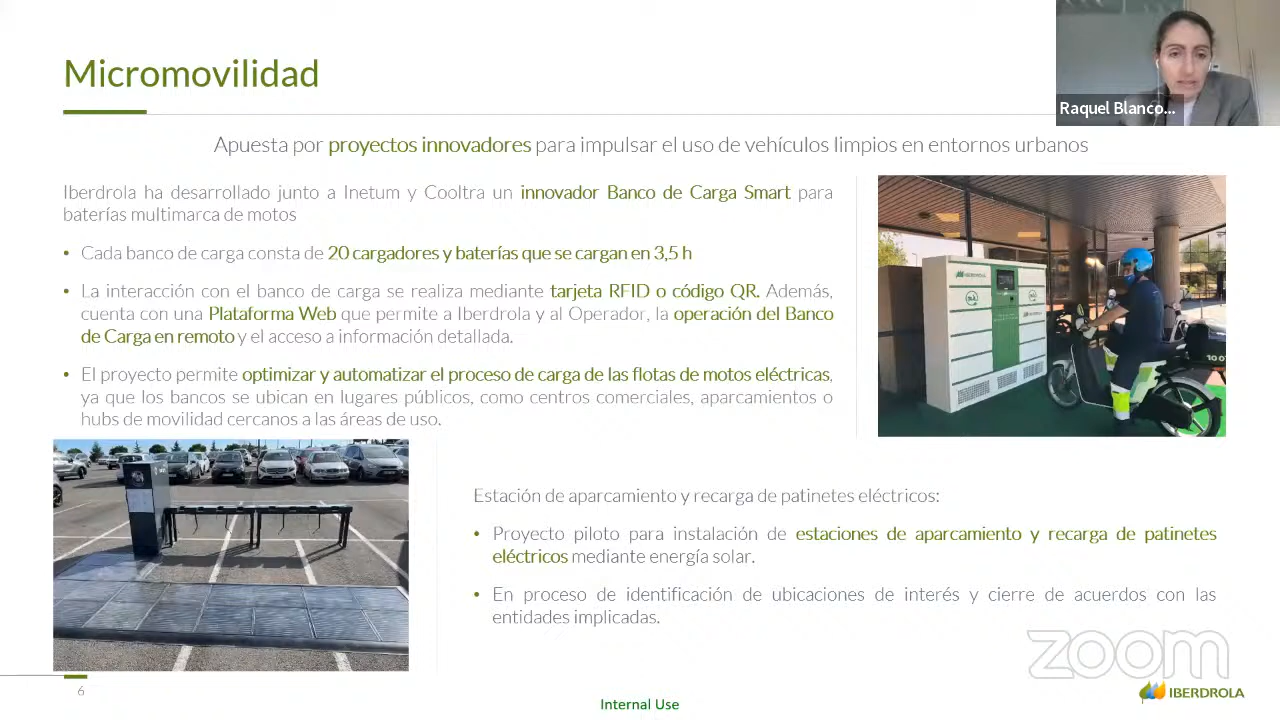 Micromovilidad
Raquel Blanco...
Apuesta por proyectos innovadores para impulsar el uso de vehículos limpios en entornos urbanos
Iberdrola ha desarrollado junto a Inetum y Cooltra un innovador Banco de Carga Smart para
baterías multimarca de motos
• Cada banco de carga consta de 20 cargadores y baterías que se cargan en 3,5 h
• La interacción con el banco de carga se realiza mediante tarjeta RFID o código QR. Además,
cuenta con una Plataforma Web que permite a Iberdrola y al Operador, la operación del Banco
de Carga en remoto y el acceso a información detallada.
• El proyecto permite optimizar y automatizar el proceso de carga de las flotas de motos eléctricas,
ya que los bancos se ubican en lugares públicos, como centros comerciales, aparcamientos o
hubs de movilidad cercanos a las áreas de uso.
Estación de aparcamiento y recarga de patinetes eléctricos:
• Proyecto piloto para instalación de estaciones de aparcamiento y recarga de patinetes
eléctricos mediante energía solar.
• En proceso de identificación de ubicaciones de interés y cierre de acuerdos con las
entidades implicadas.
zoom
IBERDROLA
6
Internal Use